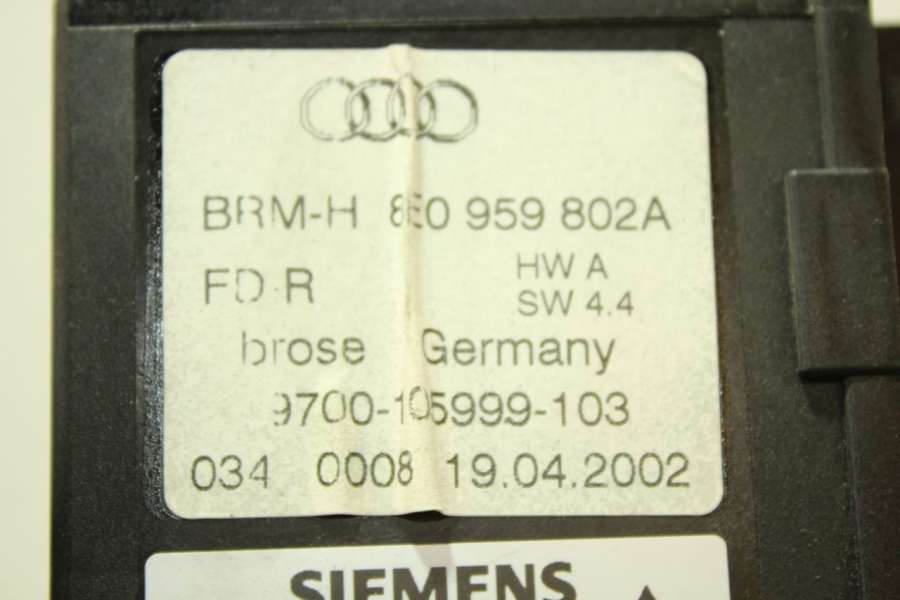 BRM-H 8E0 959 802A
FD-R HW A
SW 4.4
brose Germany
9700-105999-103
034 0008 19.04.2002
SIEMENS